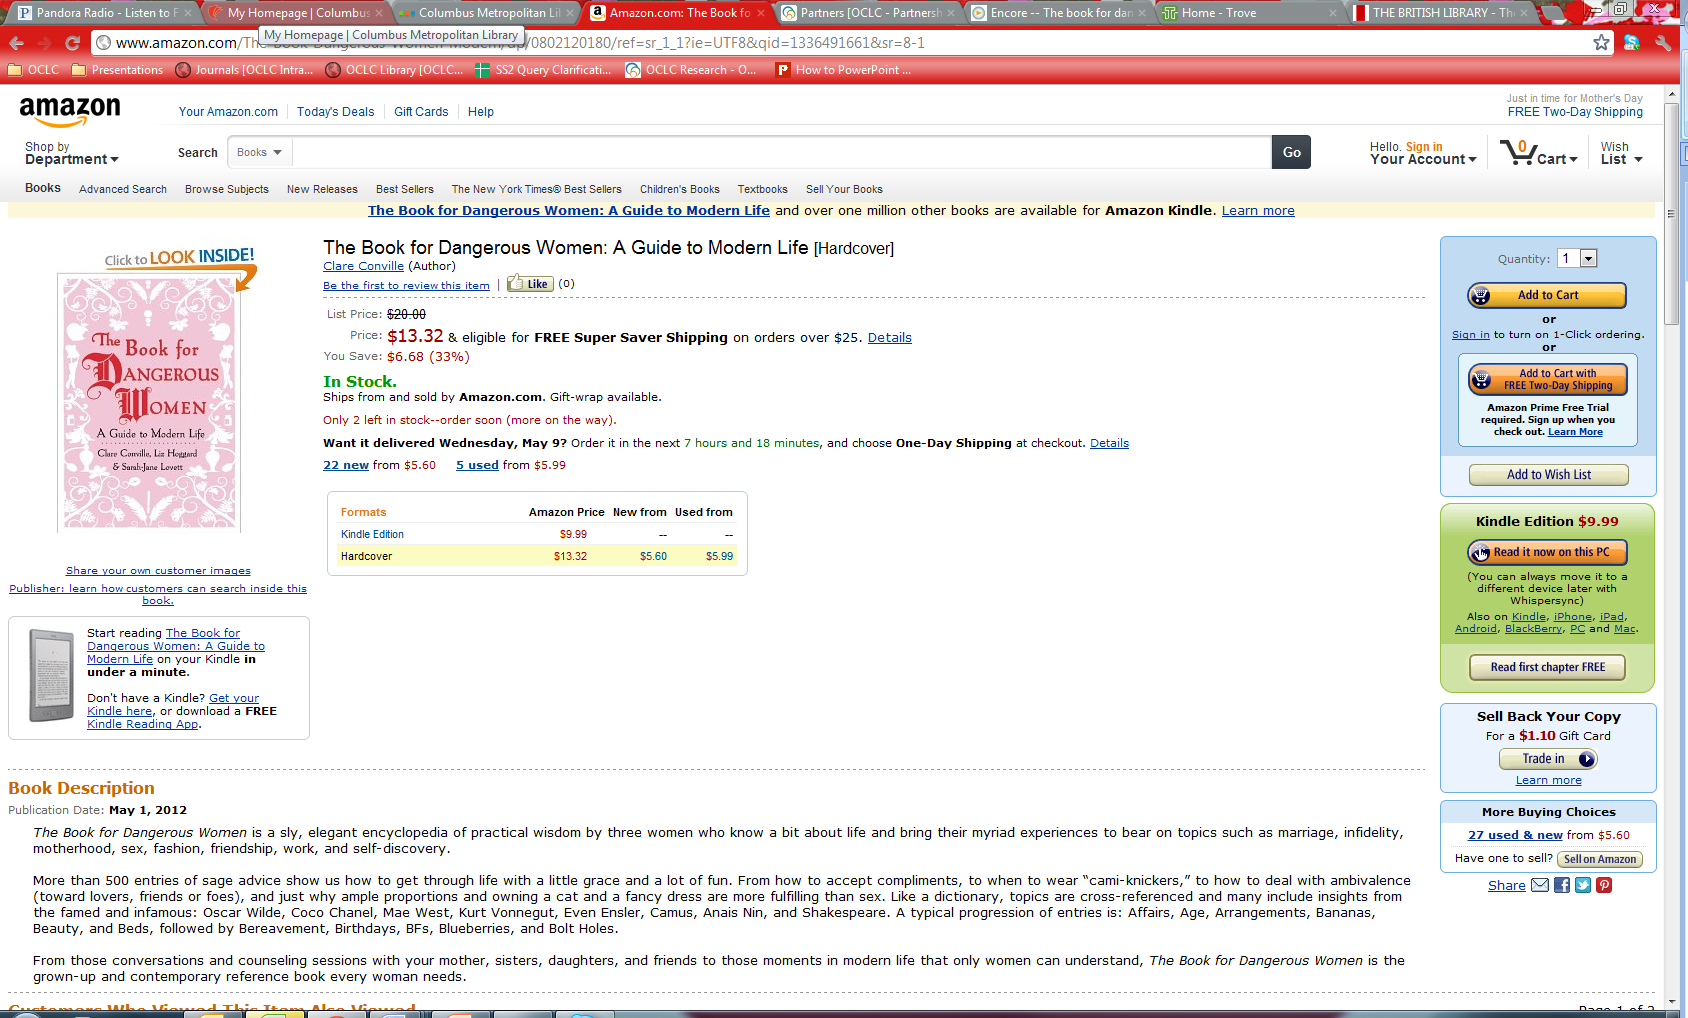 Pandora Radio - Listen to F
My Homepage | Columbus
Columbus Metropolitan Li
Amazon.com: The Book fo
Partners [OCLC - Partnersh
Encore -- The book for dan
Home - Trove
THE BRITISH LIBRARY - The
www.amazon.com/The-Book-Dangerous-Women-Modern/dp/0802120180/ref=sr_1_1?ie=UTF8&qid=1336491661&sr=8-1
My Homepage | Columbus Metropolitan Library
OCLC
Presentations
Journals [OCLC Intra...
OCLC Library [OCLC...
SS2 Query Clarificati...
OCLC Research - O...
How to PowerPoint ...
amazon
Your Amazon.com
Today's Deals
Gift Cards
Help
Just in time for Mother's Day
FREE Two-Day Shipping
Shop by
Department
Search
Books
Go
Hello. Sign in
Your Account
0
Cart
Wish
List
Books
Advanced Search
Browse Subjects
New Releases
Best Sellers
The New York Times® Best Sellers
Children's Books
Textbooks
Sell Your Books
The Book for Dangerous Women: A Guide to Modern Life and over one million other books are available for Amazon Kindle. Learn more
Click to LOOK INSIDE!
The Book for
DANGEROUS
WOMEN
A Guide to Modern Life
Clare Conville, Liz Hoggard
& Sarah-Jane Lovett
Share your own customer images
Publisher: learn how customers can search inside this
book.
Start reading The Book for
Dangerous Women: A Guide to
Modern Life on your Kindle in
under a minute.
Don't have a Kindle? Get your
Kindle here, or download a FREE
Kindle Reading App.
The Book for Dangerous Women: A Guide to Modern Life [Hardcover]
Clare Conville (Author)
Be the first to review this item | Like (0)
List Price: $20.00
Price: $13.32 & eligible for FREE Super Saver Shipping on orders over $25. Details
You Save: $6.68 (33%)
In Stock.
Ships from and sold by Amazon.com. Gift-wrap available.
Only 2 left in stock--order soon (more on the way).
Want it delivered Wednesday, May 9? Order it in the next 7 hours and 18 minutes, and choose One-Day Shipping at checkout. Details
22 new from $5.60 5 used from $5.99
Formats Amazon Price New from Used from
Kindle Edition $9.99 -- --
Hardcover $13.32 $5.60 $5.99
Quantity: 1
Add to Cart
or
Sign in to turn on 1-Click ordering.
or
Add to Cart with
FREE Two-Day Shipping
Amazon Prime Free Trial
required. Sign up when you
check out. Learn More
Add to Wish List
Kindle Edition $9.99
Read it now on this PC
(You can always move it to a
different device later with
Whispersync)
Also on Kindle, iPhone, iPad,
Android, BlackBerry, PC and Mac.
Read first chapter FREE
Sell Back Your Copy
For a $1.10 Gift Card
Trade in
Learn more
More Buying Choices
27 used & new from $5.60
Have one to sell? Sell on Amazon
Share
Book Description
Publication Date: May 1, 2012
The Book for Dangerous Women is a sly, elegant encyclopedia of practical wisdom by three women who know a bit about life and bring their myriad experiences to bear on topics such as marriage, infidelity,
motherhood, sex, fashion, friendship, work, and self-discovery.
More than 500 entries of sage advice show us how to get through life with a little grace and a lot of fun. From how to accept compliments, to when to wear “cami-knickers,” to how to deal with ambivalence
(toward lovers, friends or foes), and just why ample proportions and owning a cat and a fancy dress are more fulfilling than sex. Like a dictionary, topics are cross-referenced and many include insights from
the famed and infamous: Oscar Wilde, Coco Chanel, Mae West, Kurt Vonnegut, Even Ensler, Camus, Anais Nin, and Shakespeare. A typical progression of entries is: Affairs, Age, Arrangements, Bananas,
Beauty, and Beds, followed by Bereavement, Birthdays, BFs, Blueberries, and Bolt Holes.
From those conversations and counseling sessions with your mother, sisters, daughters, and friends to those moments in modern life that only women can understand, The Book for Dangerous Women is the
grown-up and contemporary reference book every woman needs.
Customers Who Viewed This Item Also Viewed
Page 1 of 2